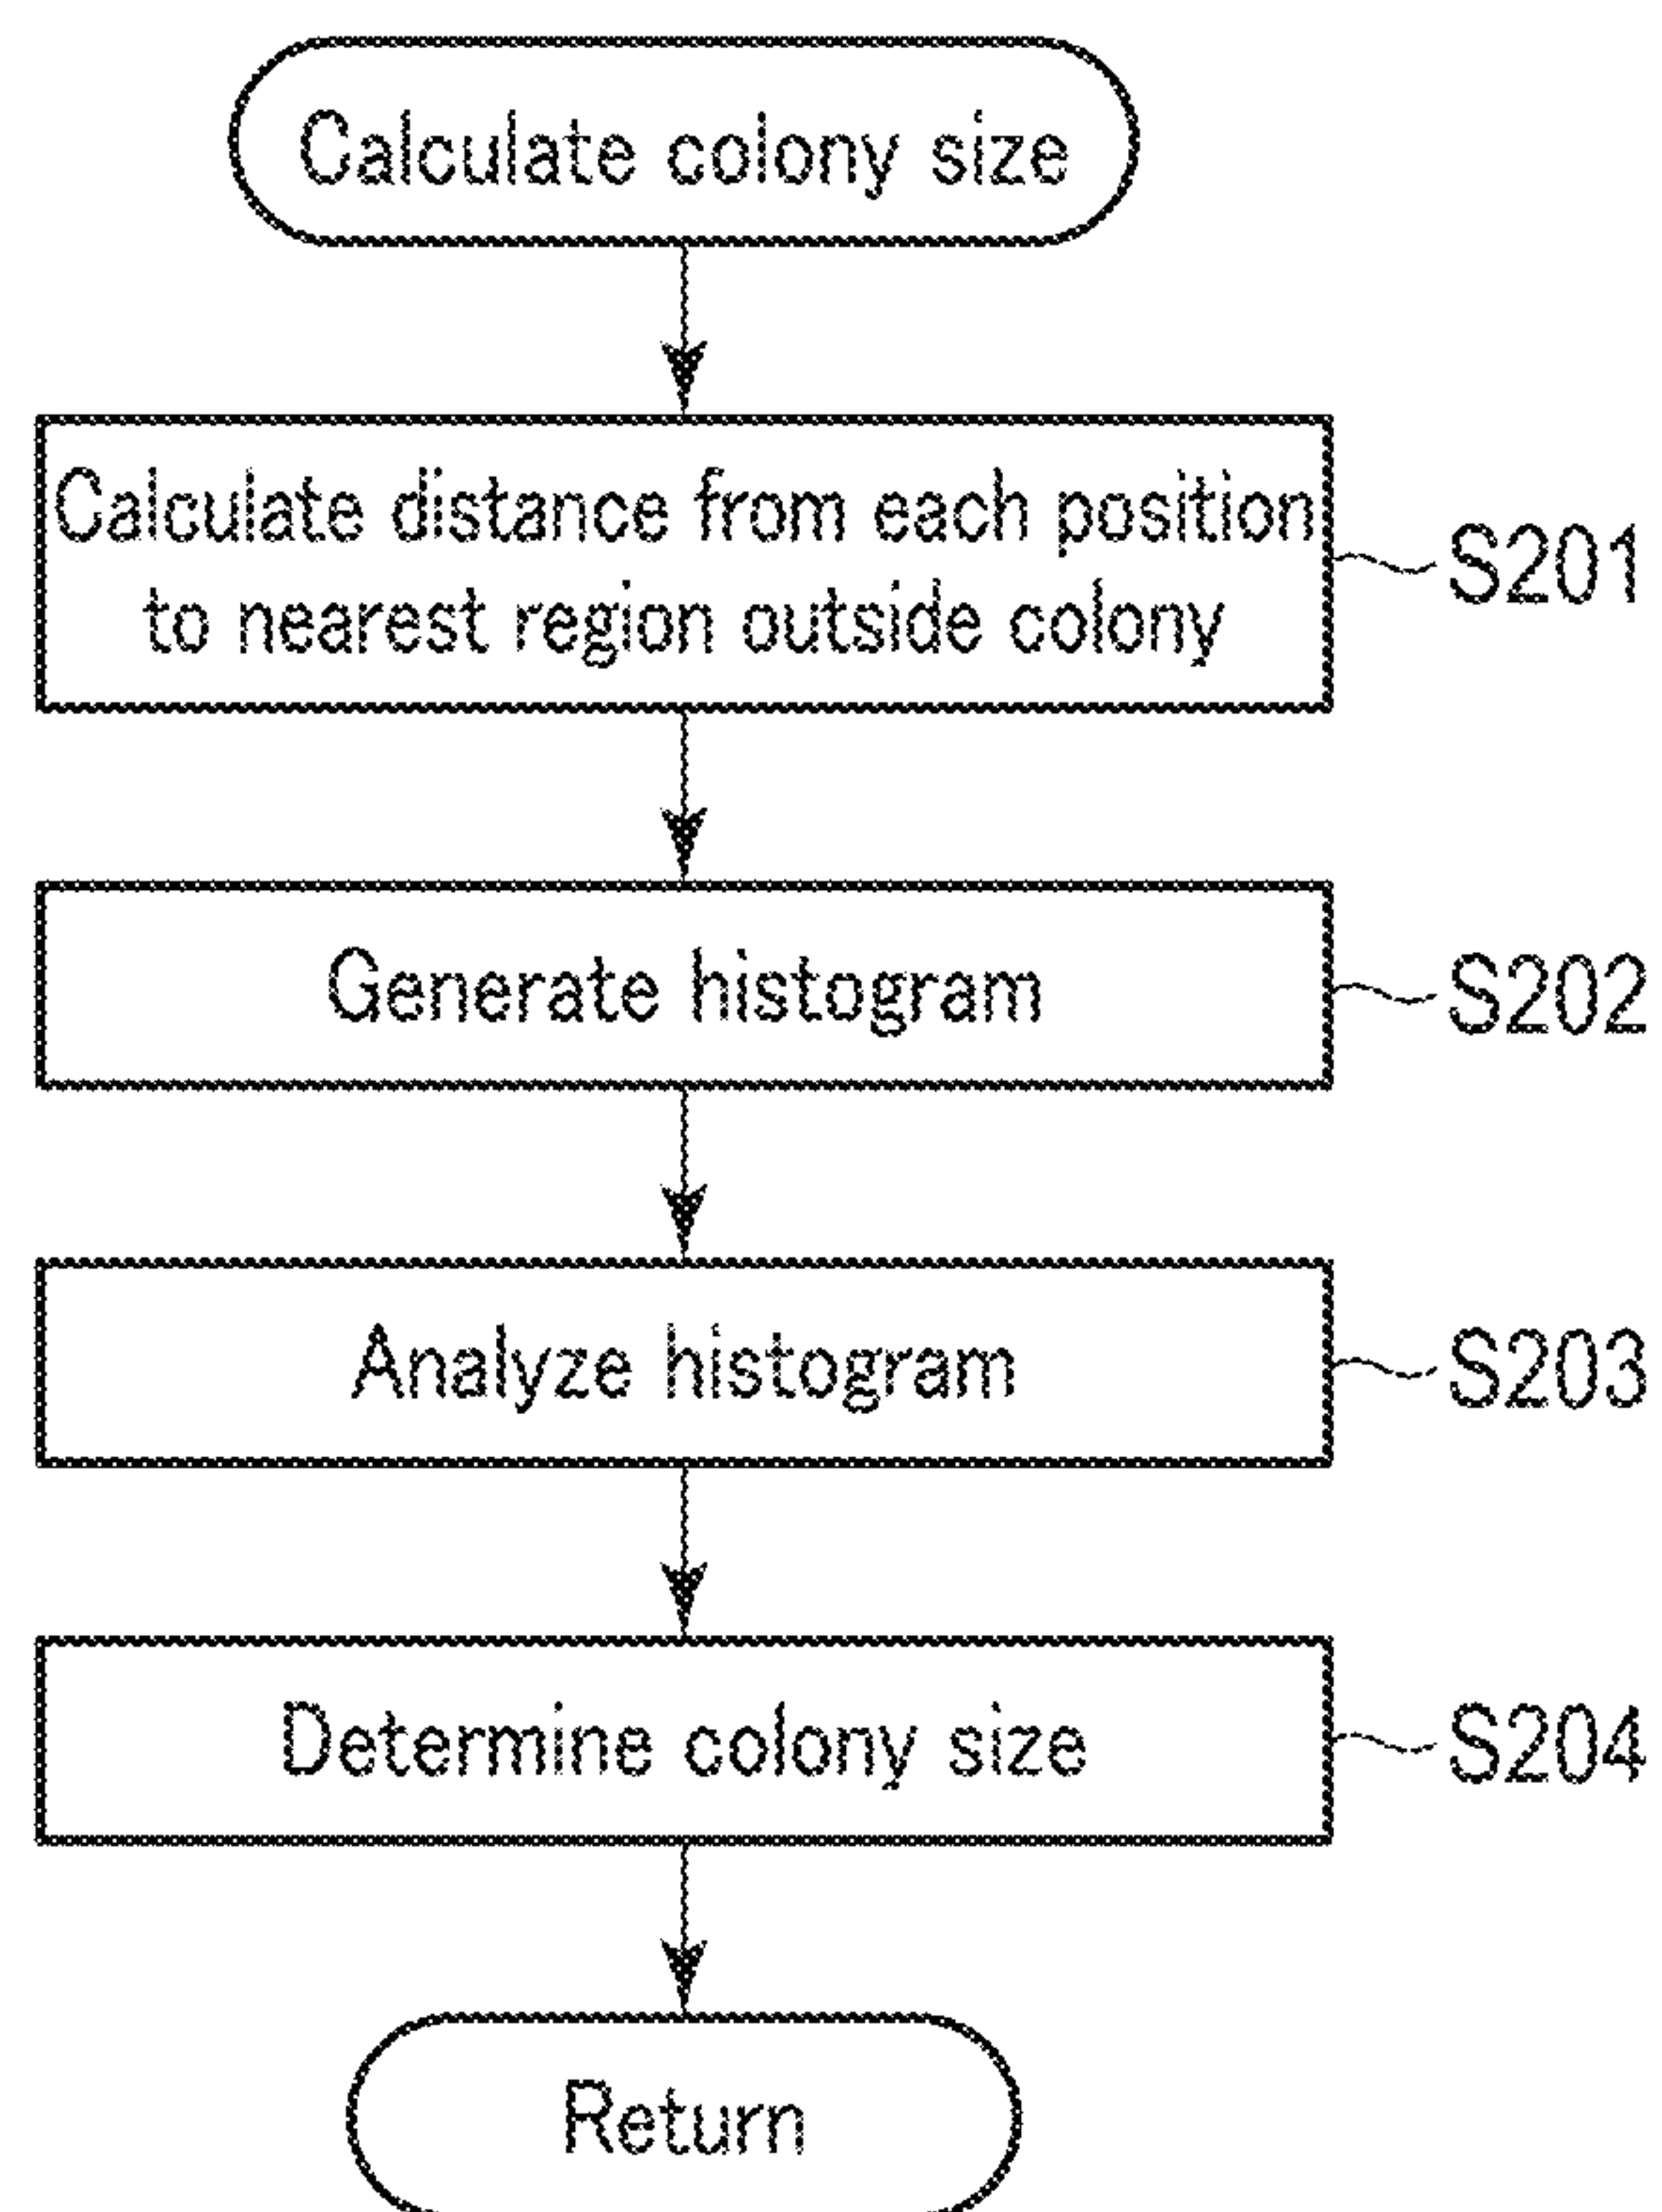 Calculate colony size
Calculate distance from each position
to nearest region outside colony
S201
Generate histogram
S202
Analyze histogram
S203
Determine colony size
S204
Return